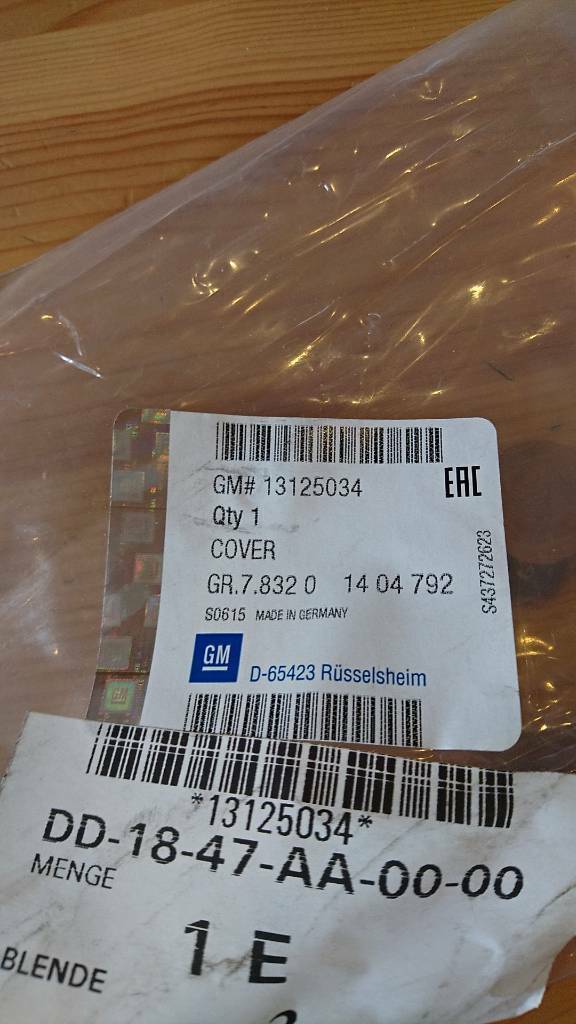 GM# 13125034
EAC
Qty 1
COVER
GR.7.832 0 14 04 792
S0615 MADE IN GERMANY
S437272623
GM
D-65423 Rüsselsheim
GM
*13125034*
DD-18-47-AA-00-00
MENGE
1 E
BLENDE